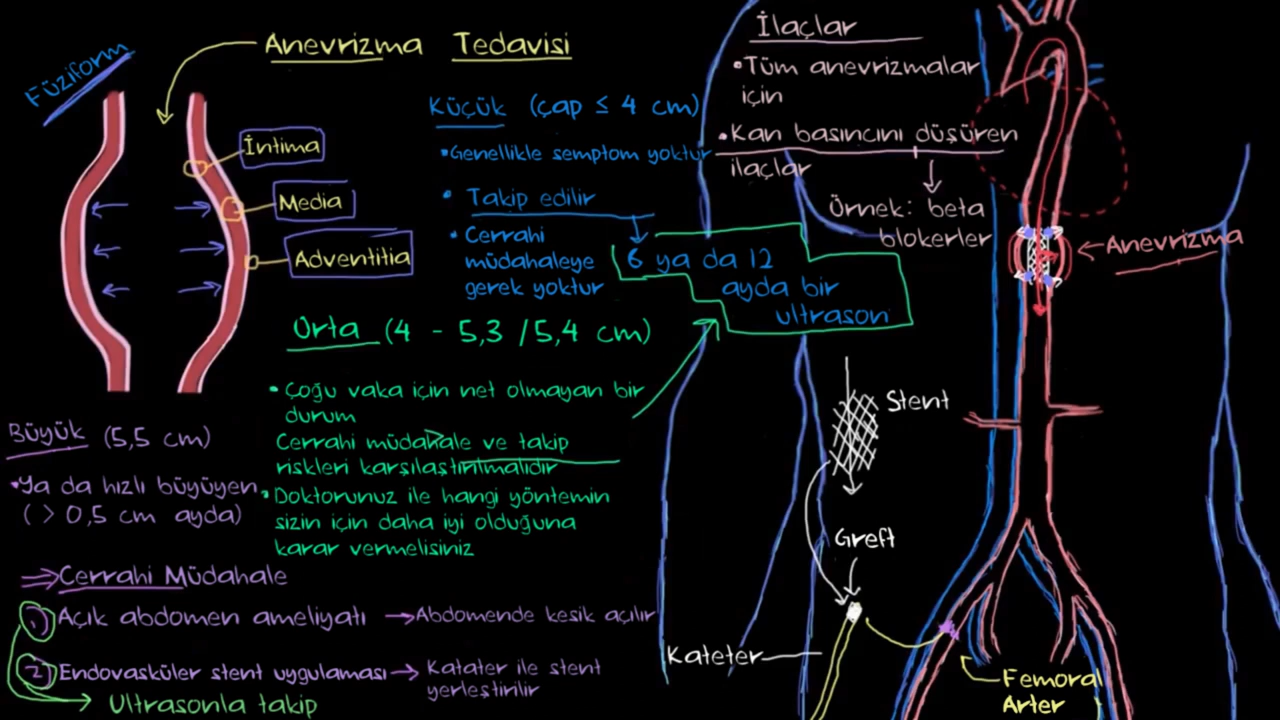 Anevrizma Tedavisi
Füziform
İntima
Media
Adventitia
Küçük (çap ≤ 4 cm)
•Genellikle semptom yoktur
• Takip edilir
• Cerrahi
müdahaleye
gerek yoktur
6 ya da 12
ayda bir
ultrason
Orta (4 - 5,3 /5,4 cm)
• Çoğu vaka için net olmayan bir
durum
Cerrahi müdahale ve takip
riskleri karşılaştırılmalıdır
• Doktorunuz ile hangi yöntemin
sizin için daha iyi olduğuna
karar vermelisiniz
Büyük (5,5 cm)
•Ya da hızlı büyüyen
( > 0,5 cm ayda)
⇒Cerrahi Müdahale
1) Açık abdomen ameliyatı →Abdomende kesik açılır
2) Endovasküler stent uygulaması→ Katater ile stent
yerleştirilir
Ultrasonla takip
İlaçlar
•Tüm anevrizmalar
için
•Kan basıncını düşüren
ilaçlar
Örnek: beta
blokerler
←Anevrizma
Stent
Greft
Kateter
Femoral
Arter